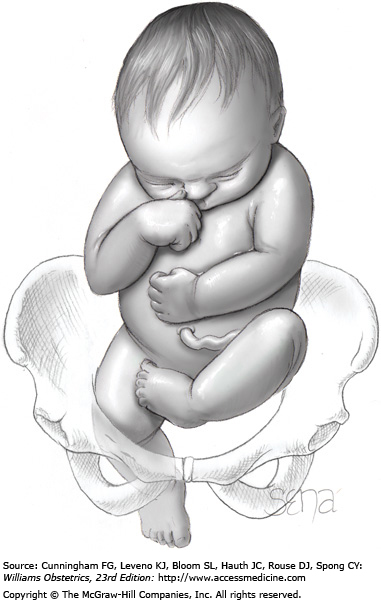 Sena
Source: Cunningham FG, Leveno KJ, Bloom SL, Hauth JC, Rouse DJ, Spong CY:
Williams Obstetrics, 23rd Edition: http://www.accessmedicine.com
Copyright © The McGraw-Hill Companies, Inc. All rights reserved.